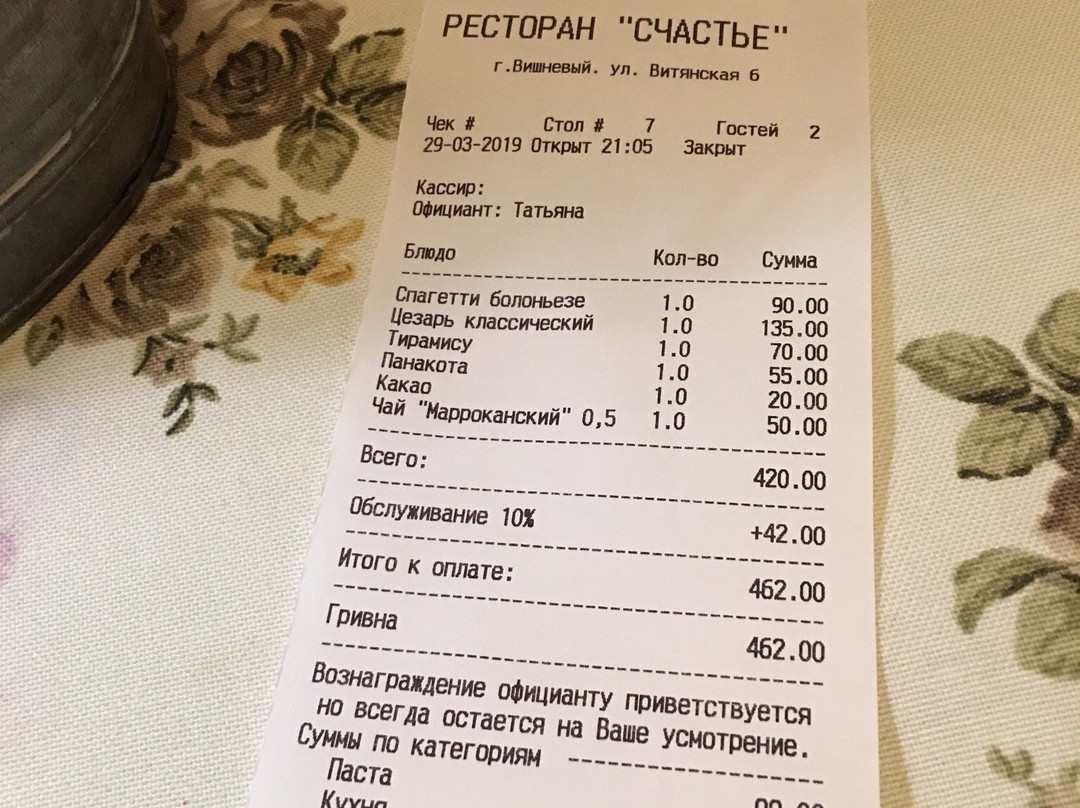 РЕСТОРАН "СЧАСТЬЕ"
г.Вишневый. ул. Витянская 6
Чек # Стол # 7 Гостей 2
29-03-2019 Открыт 21:05 Закрыт
Кассир:
Официант: Татьяна
Блюдо Кол-во Сумма
Спагетти болоньезе 1.0 90.00
Цезарь классический 1.0 135.00
Тирамису 1.0 70.00
Панакота 1.0 55.00
Какао 1.0 20.00
Чай "Марроканский" 0,5 1.0 50.00
Всего: 420.00
Обслуживание 10% +42.00
Итого к оплате: 462.00
Гривна 462.00
Вознаграждение официанту приветствуется
но всегда остается на Ваше усмотрение.
Суммы по категориям
Паста
Кухня